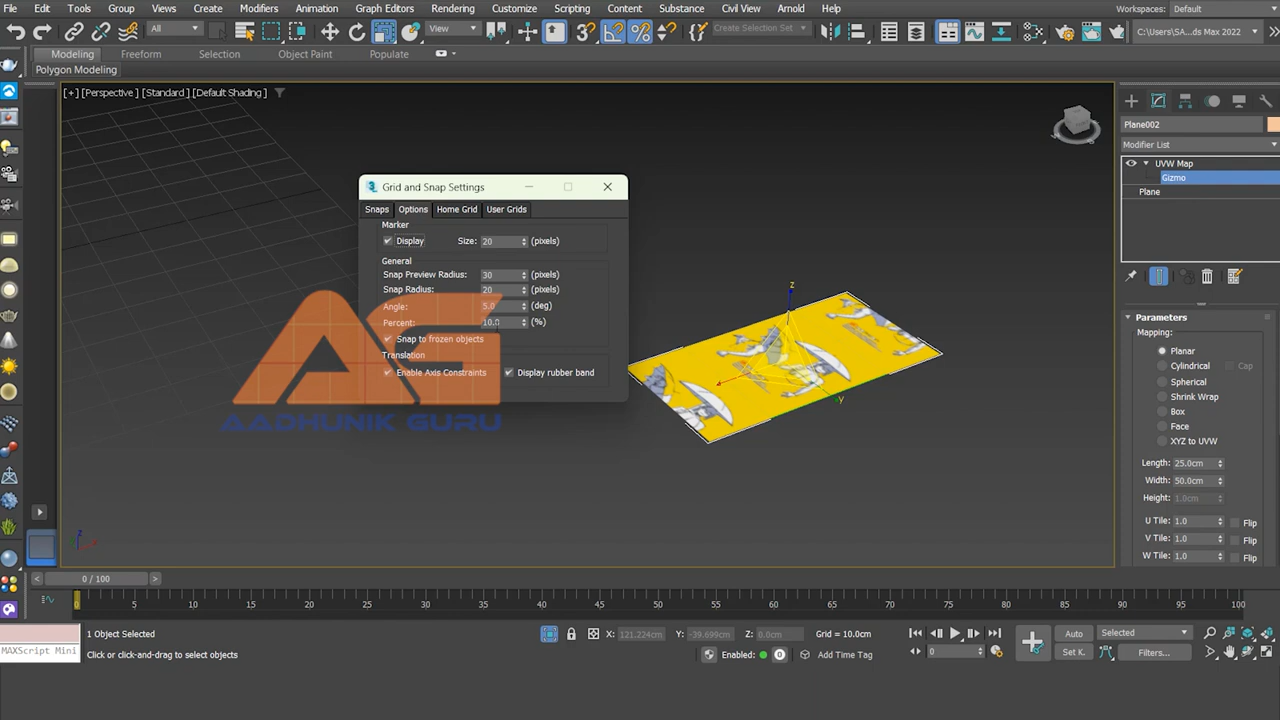 File Edit Tools Group Views Create Modifiers Animation Graph Editors Rendering Customize Scripting Content Substance Civil View Arnold Help Workspaces: Default
All View Create Selection Set C:\Users\SA...ds Max 2022
Modeling Freeform Selection Object Paint Populate
Polygon Modeling
[+] [Perspective ] [Standard ] [Default Shading ]
Plane002
Modifier List
UVW Map
Gizmo
Plane
Grid and Snap Settings
Snaps Options Home Grid User Grids
Marker
Display Size: 20 (pixels)
General
Snap Preview Radius: 30 (pixels)
Snap Radius: 20 (pixels)
Angle: 5.0 (deg)
Percent: 10.0 (%)
Snap to frozen objects
Translation
Enable Axis Constraints Display rubber band
AG
AADHUNIK GURU
z
y
Parameters
Mapping:
Planar
Cylindrical Cap
Spherical
Shrink Wrap
Box
Face
XYZ to UVW
Length: 25.0cm
Width: 50.0cm
Height: 1.0cm
U Tile: 1.0 Flip
V Tile: 1.0 Flip
W Tile: 1.0 Flip
z
< 0 / 100 >
0 5 10 15 20 25 30 35 40 45 50 55 60 65 70 75 80 85 90 95 100
1 Object Selected X: 121.224cm Y: -39.699cm Z: 0.0cm Grid = 10.0cm Auto Selected
MAXScript Mini Click or click-and-drag to select objects Enabled: Add Time Tag 0 Set K. Filters...